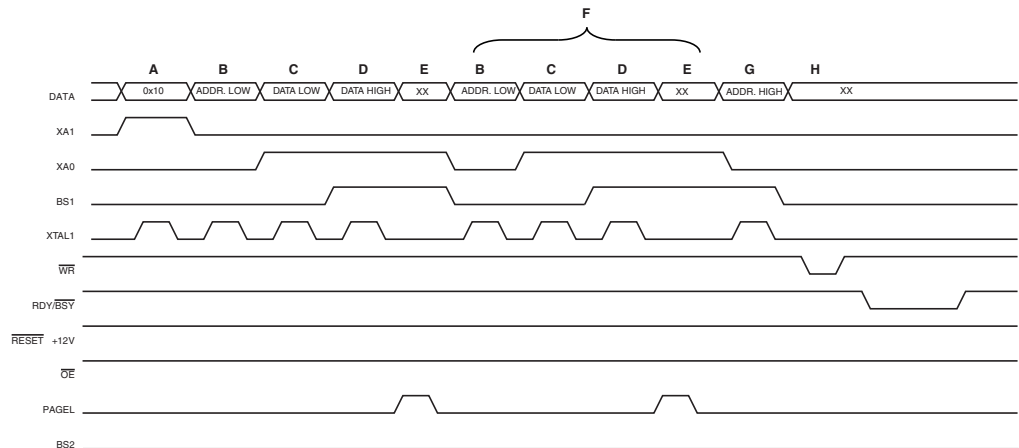 F
A B C D E B C D E G H
DATA 0x10 ADDR. LOW DATA LOW DATA HIGH XX ADDR. LOW DATA LOW DATA HIGH XX ADDR. HIGH XX
XA1
XA0
BS1
XTAL1
WR
RDY/BSY
RESET +12V
OE
PAGEL
BS2